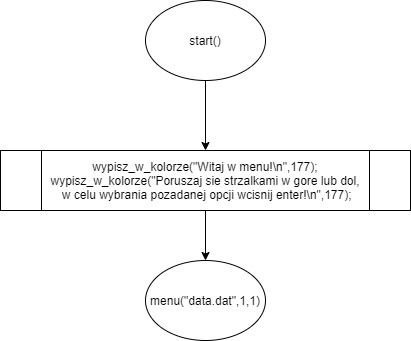 start()
wypisz_w_kolorze("Witaj w menu!\n",177);
wypisz_w_kolorze("Poruszaj sie strzalkami w gore lub dol,
w celu wybrania pozadanej opcji wcisnij enter!\n",177);
menu("data.dat",1,1)